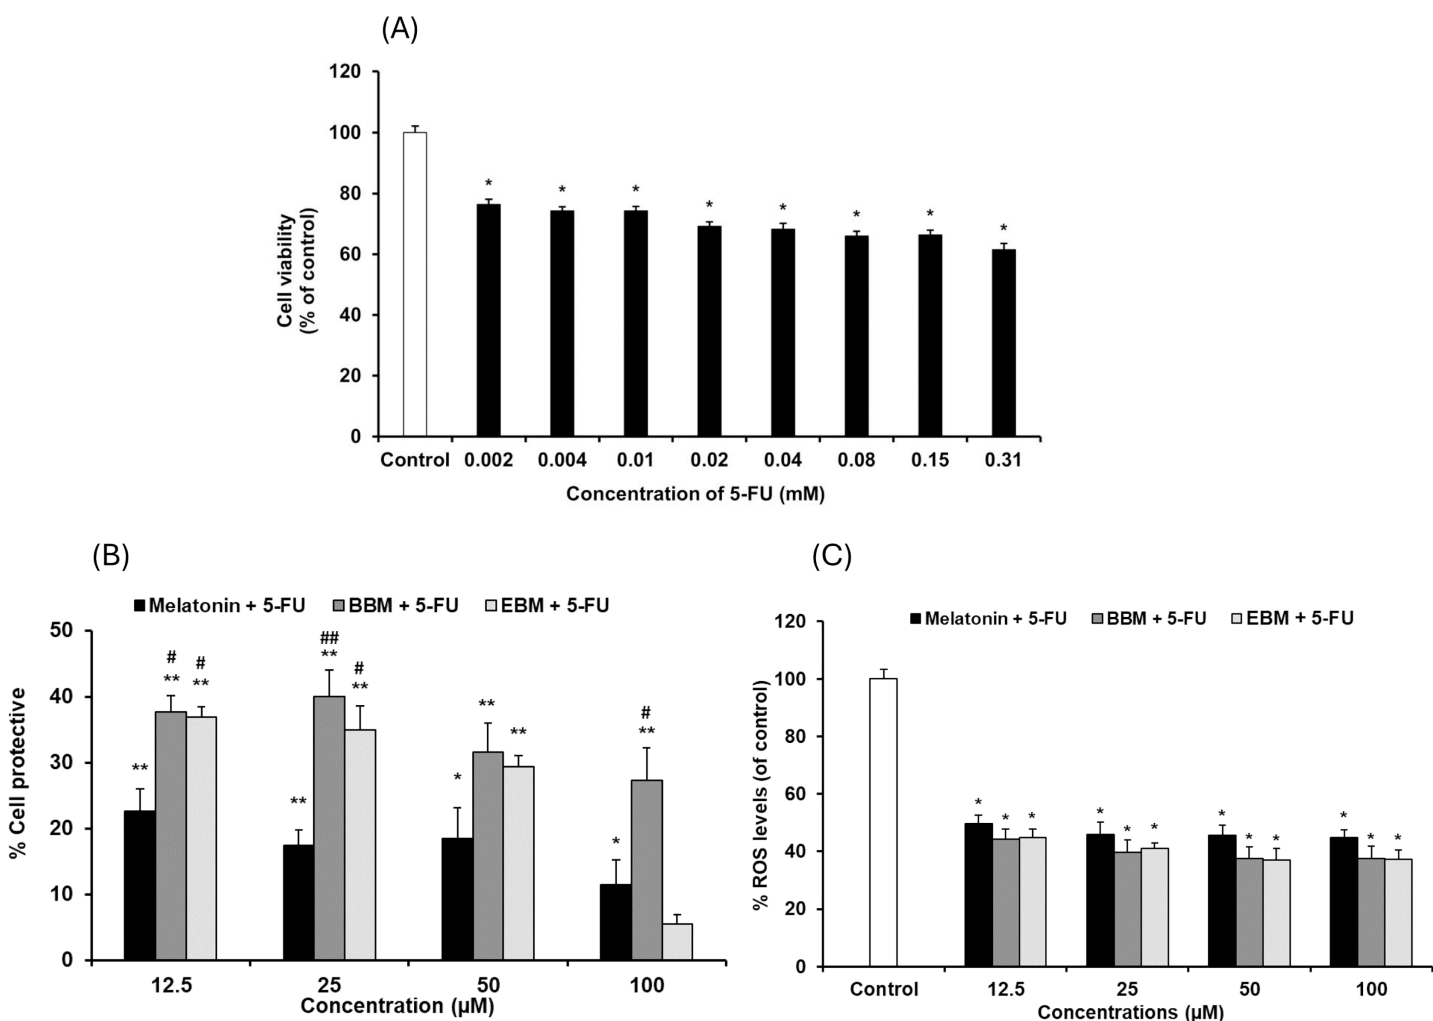 (A)
120
100
80
60
40
20
0
Cell viability
(% of control)
* * * * * * * *
Control 0.002 0.004 0.01 0.02 0.04 0.08 0.15 0.31
Concentration of 5-FU (mM)
(B)
Melatonin + 5-FU BBM + 5-FU EBM + 5-FU
50
40
30
20
10
0
% Cell protective
** # ** # **
** ## ** # **
* ** **
* # **
12.5 25 50 100
Concentration (µM)
(C)
Melatonin + 5-FU BBM + 5-FU EBM + 5-FU
120
100
80
60
40
20
0
% ROS levels (of control)
* * * * * * * * * * * *
Control 12.5 25 50 100
Concentrations (µM)